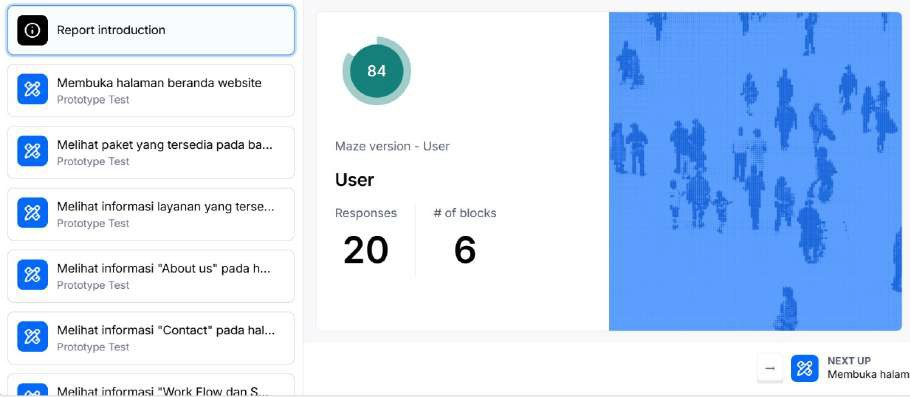 Report introduction
Membuka halaman beranda website
Prototype Test
Melihat paket yang tersedia pada ba...
Prototype Test
Melihat informasi layanan yang terse...
Prototype Test
Melihat informasi "About us" pada h...
Prototype Test
Melihat informasi "Contact" pada hal...
Prototype Test
Melihat informasi "Work Flow dan S...
84
Maze version - User
User
Responses
# of blocks
20
6
NEXT UP
Membuka halam